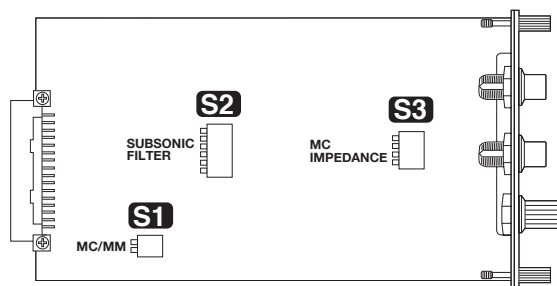 S2
SUBSONIC
FILTER
S3
MC
IMPEDANCE
S1
MC/MM